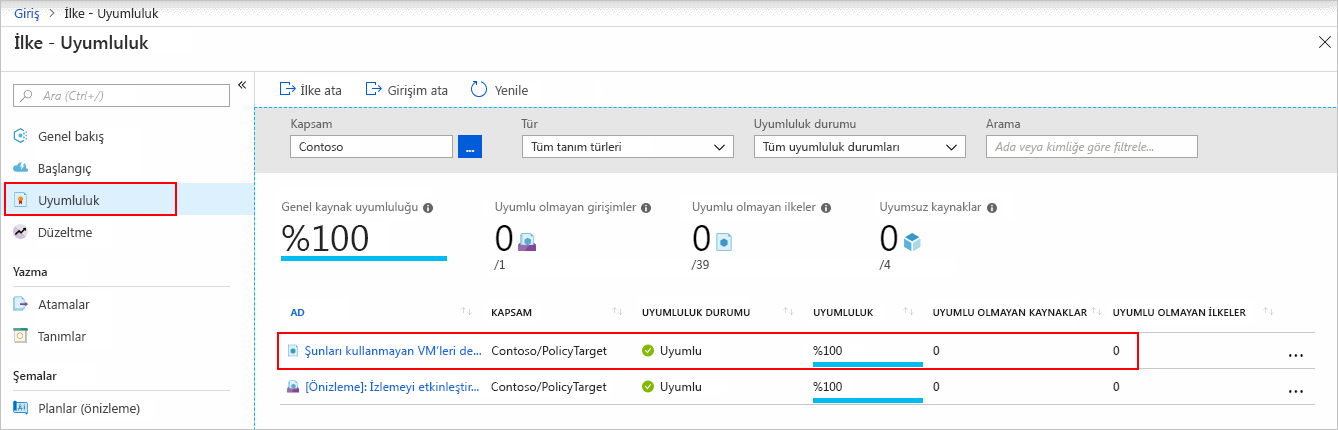 Giriş > İlke - Uyumluluk
İlke - Uyumluluk
Ara (Ctrl+/)
Genel bakış
Başlangıç
Uyumluluk
Düzeltme
Yazma
Atamalar
Tanımlar
Şemalar
Planlar (önizleme)
İlke ata Girişim ata Yenile
Kapsam Tür Uyumluluk durumu Arama
Contoso ... Tüm tanım türleri Tüm uyumluluk durumları Ada veya kimliğe göre filtrele...
Genel kaynak uyumluluğu Uyumlu olmayan girişimler Uyumlu olmayan ilkeler Uyumsuz kaynaklar
%100 0 0 0
/1 /39 /4
AD KAPSAM UYUMLULUK DURUMU UYUMLULUK UYUMLU OLMAYAN KAYNAKLAR UYUMLU OLMAYAN İLKELER
Şunları kullanmayan VM'leri de... Contoso/PolicyTarget Uyumlu %100 0 0 ...
[Önizleme]: İzlemeyi etkinleştir... Contoso/PolicyTarget Uyumlu %100 0 0 ...